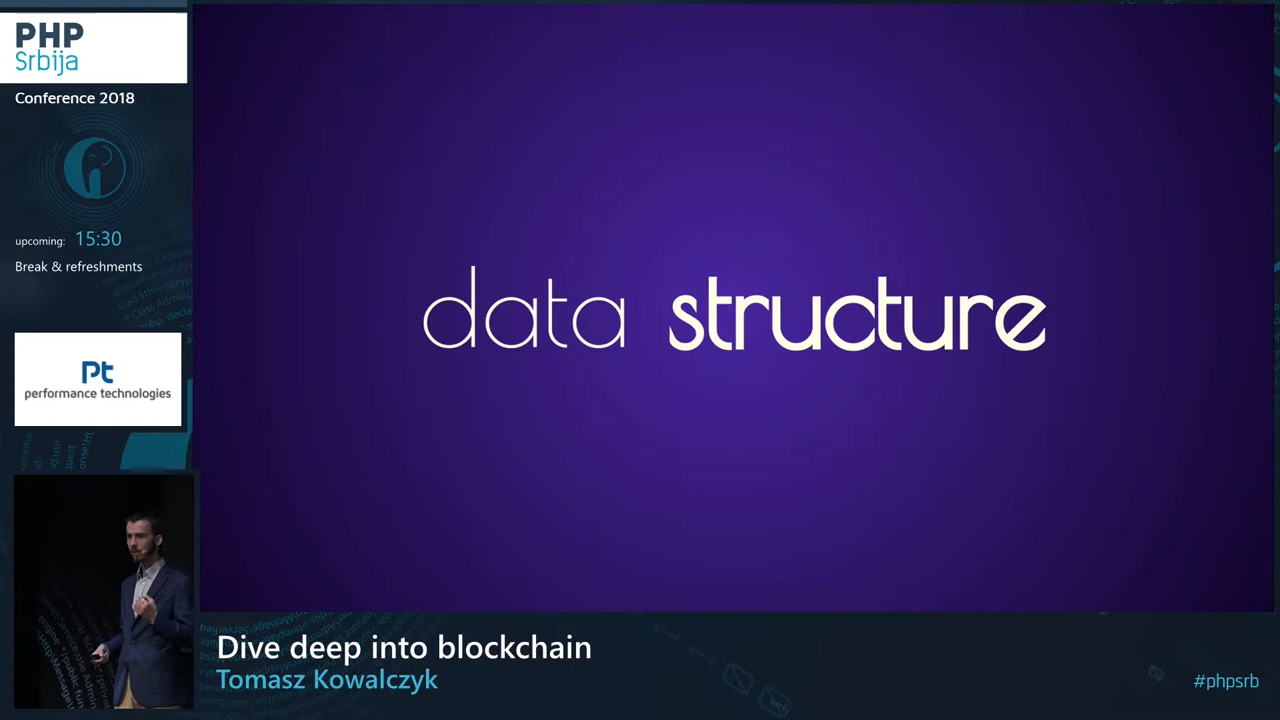 PHP
Srbija
Conference 2018
upcoming: 15:30
Break & refreshments
Pt
performance technologies
data structure
Dive deep into blockchain
Tomasz Kowalczyk
#phpsrb